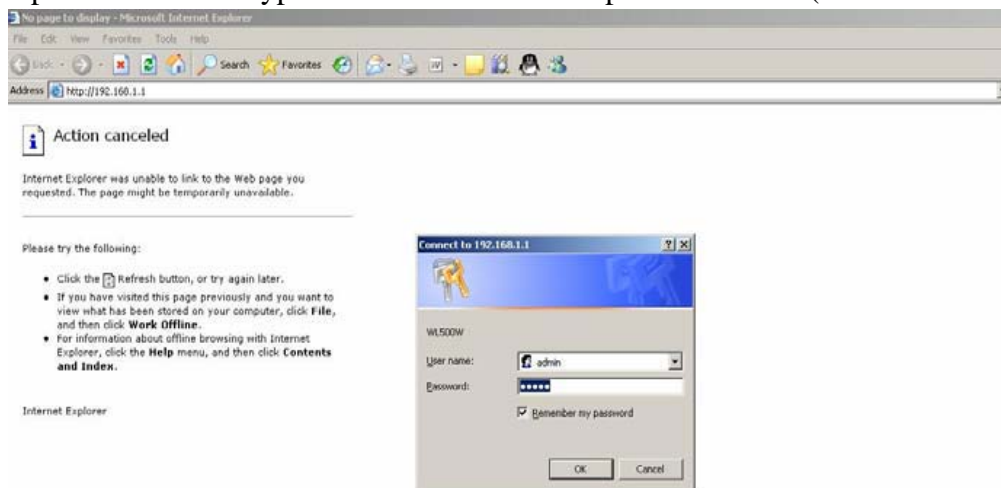 No page to display - Microsoft Internet Explorer
File Edit View Favorites Tools Help
Back Search Favorites
Address http://192.168.1.1
Action canceled
Internet Explorer was unable to link to the Web page you
requested. The page might be temporarily unavailable.
Please try the following:
Click the Refresh button, or try again later.
If you have visited this page previously and you want to
view what has been stored on your computer, click File,
and then click Work Offline.
For information about offline browsing with Internet
Explorer, click the Help menu, and then click Contents
and Index.
Internet Explorer
Connect to 192.168.1.1
WL500W
User name: admin
Password: •••••
Remember my password
OK Cancel